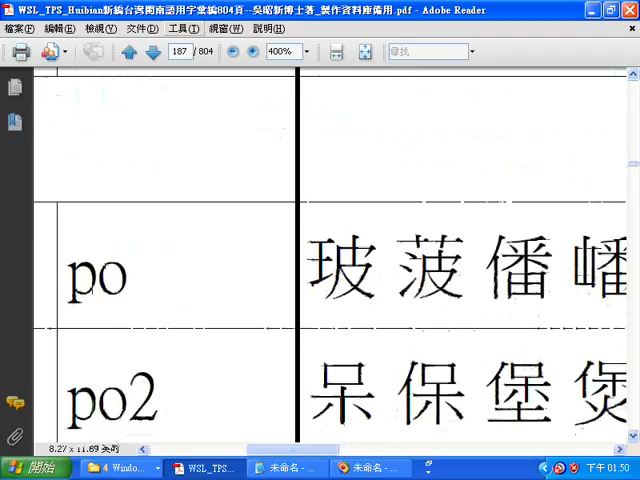 WSL_TPS_Huibian新編台灣閩南語用字彙編804頁--吳昭新博士著_製作資料庫備用.pdf - Adobe Reader
檔案(F) 編輯(E) 檢視(V) 文件(D) 工具(T) 視窗(W) 說明(H)
187 / 804 400% 尋找
po 玻 菠 僠 皤
po2 呆 保 堡 煲
8.27 x 11.69 英吋
開始 4 Windo... WSL_TPS... 未命名 - ... 未命名 - ... 下午 01:50